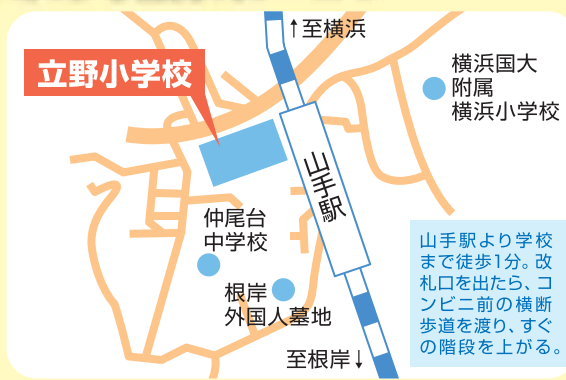 ↑至横浜
立野小学校
横浜国大
附属
横浜小学校
山手駅
仲尾台
中学校
根岸
外国人墓地
至根岸↓
山手駅より学校
まで徒歩1分。改
札口を出たら、コ
ンビニ前の横断
歩道を渡り、すぐ
の階段を上がる。